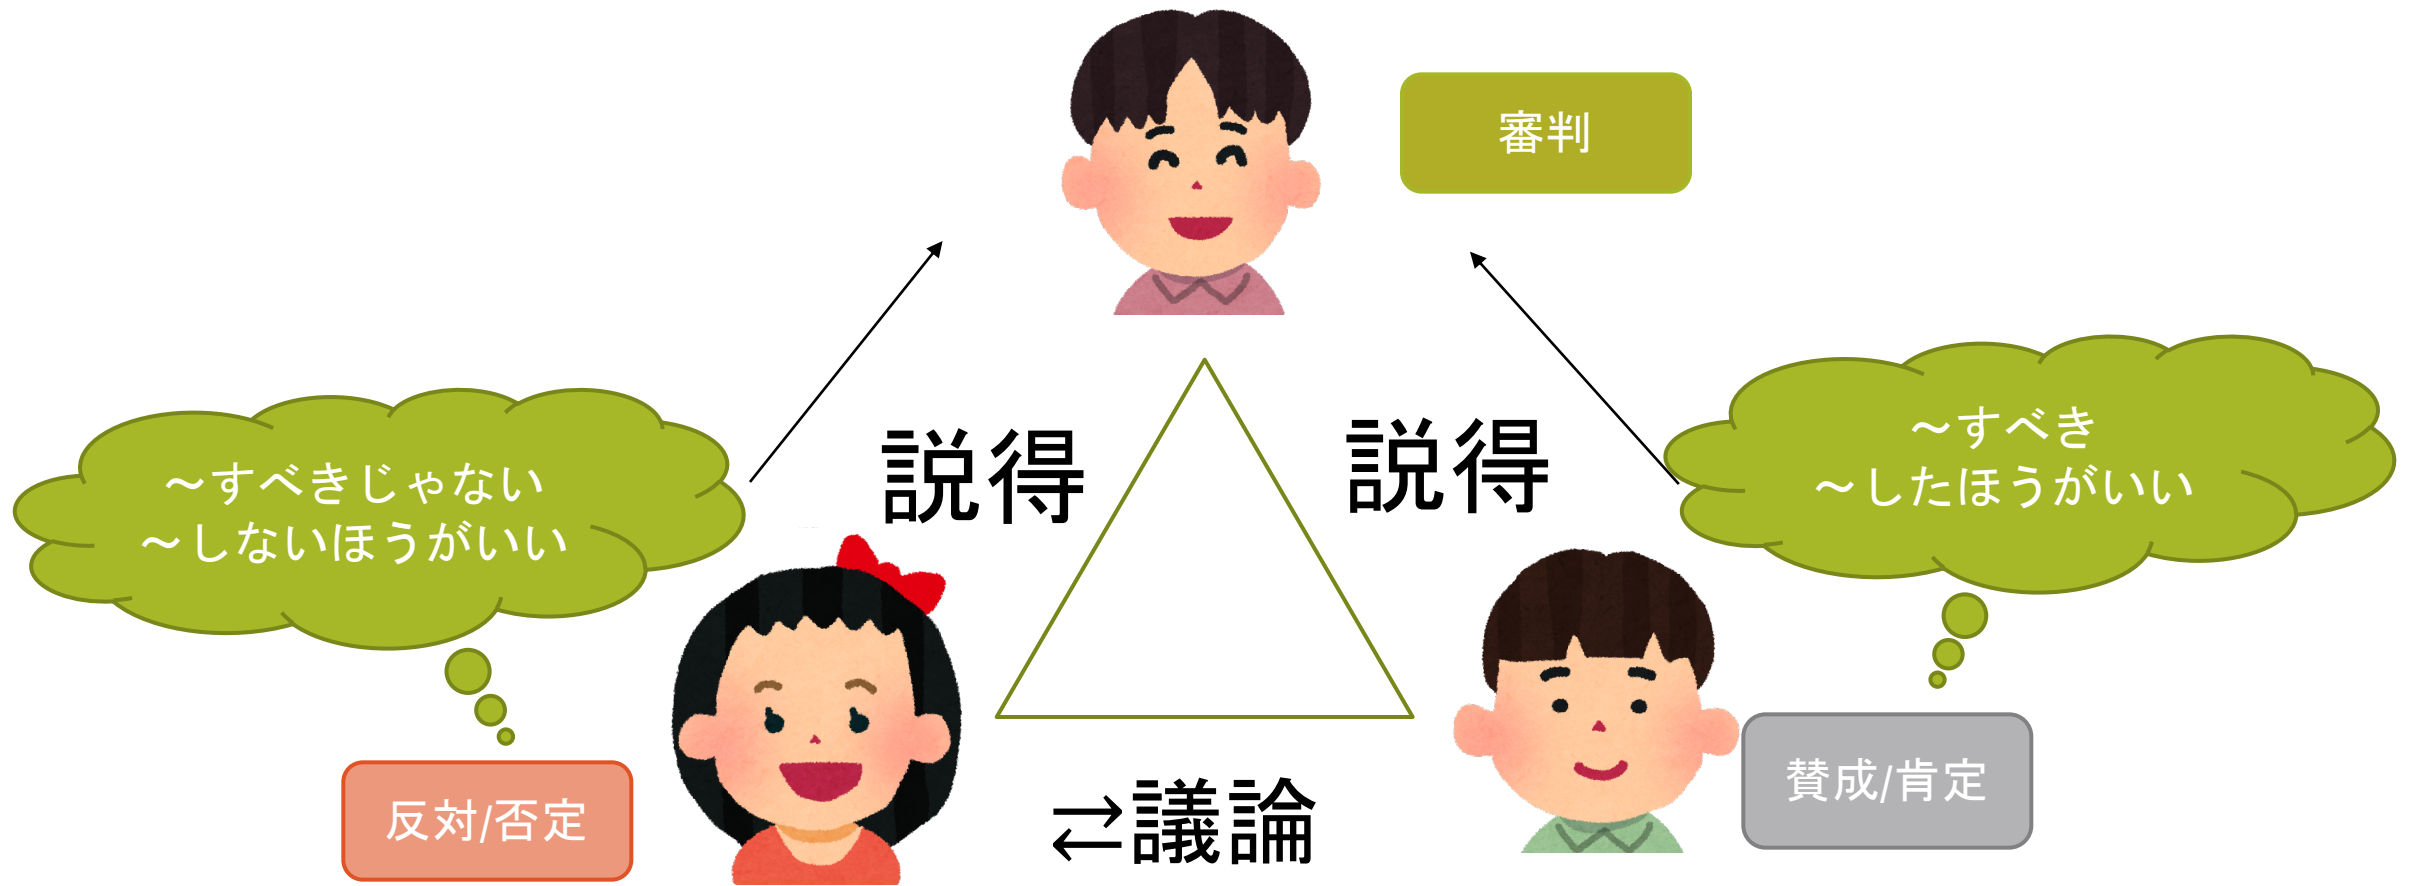 審判
説得
説得
～すべきじゃない
～しないほうがいい
～すべき
～したほうがいい
反対/否定
⇄議論
賛成/肯定